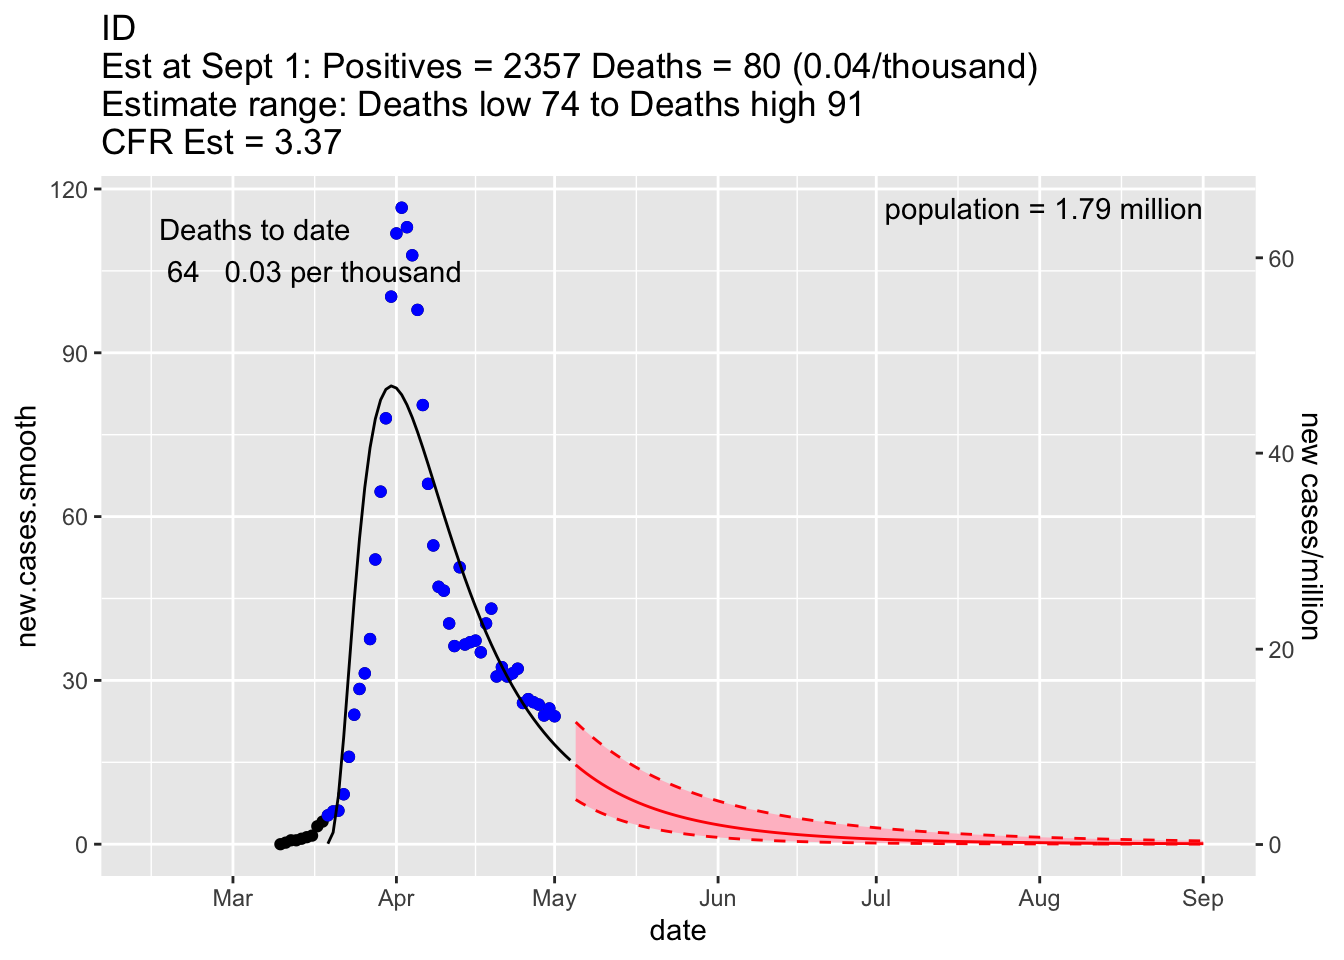 ID
Est at Sept 1: Positives = 2357 Deaths = 80 (0.04/thousand)
Estimate range: Deaths low 74 to Deaths high 91
CFR Est = 3.37
120
90
60
30
0
new.cases.smooth
Deaths to date
64 0.03 per thousand
population = 1.79 million
60
40
20
0
new cases/million
Mar Apr May Jun Jul Aug Sep
date